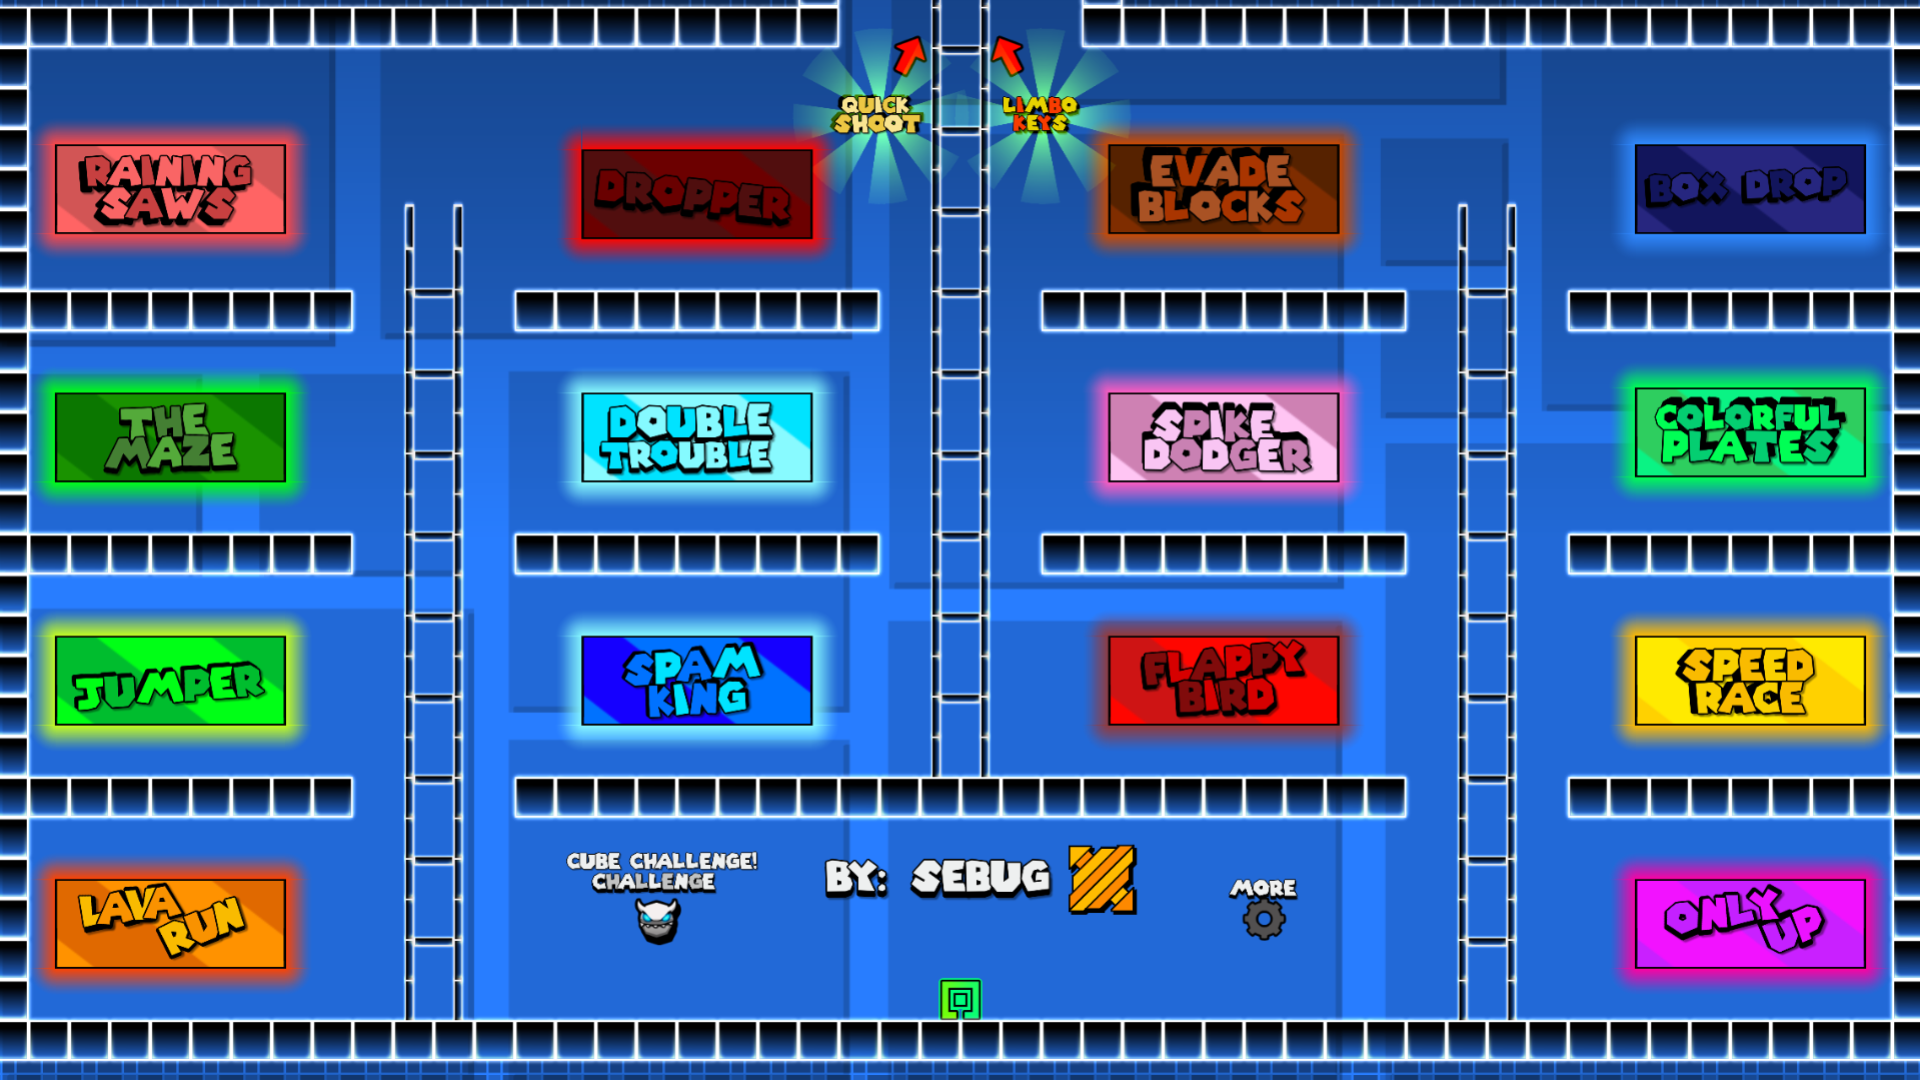 QUICK
SHOOT
LIMBO
KEYS
RAINING
SAWS
DROPPER
EVADE
BLOCKS
BOX DROP
THE
MAZE
DOUBLE
TROUBLE
SPIKE
DODGER
COLORFUL
PLATES
JUMPER
SPAM
KING
FLAPPY
BIRD
SPEED
RACE
LAVA
RUN
CUBE CHALLENGE!
CHALLENGE
BY: SEBUG
MORE
ONLY
UP